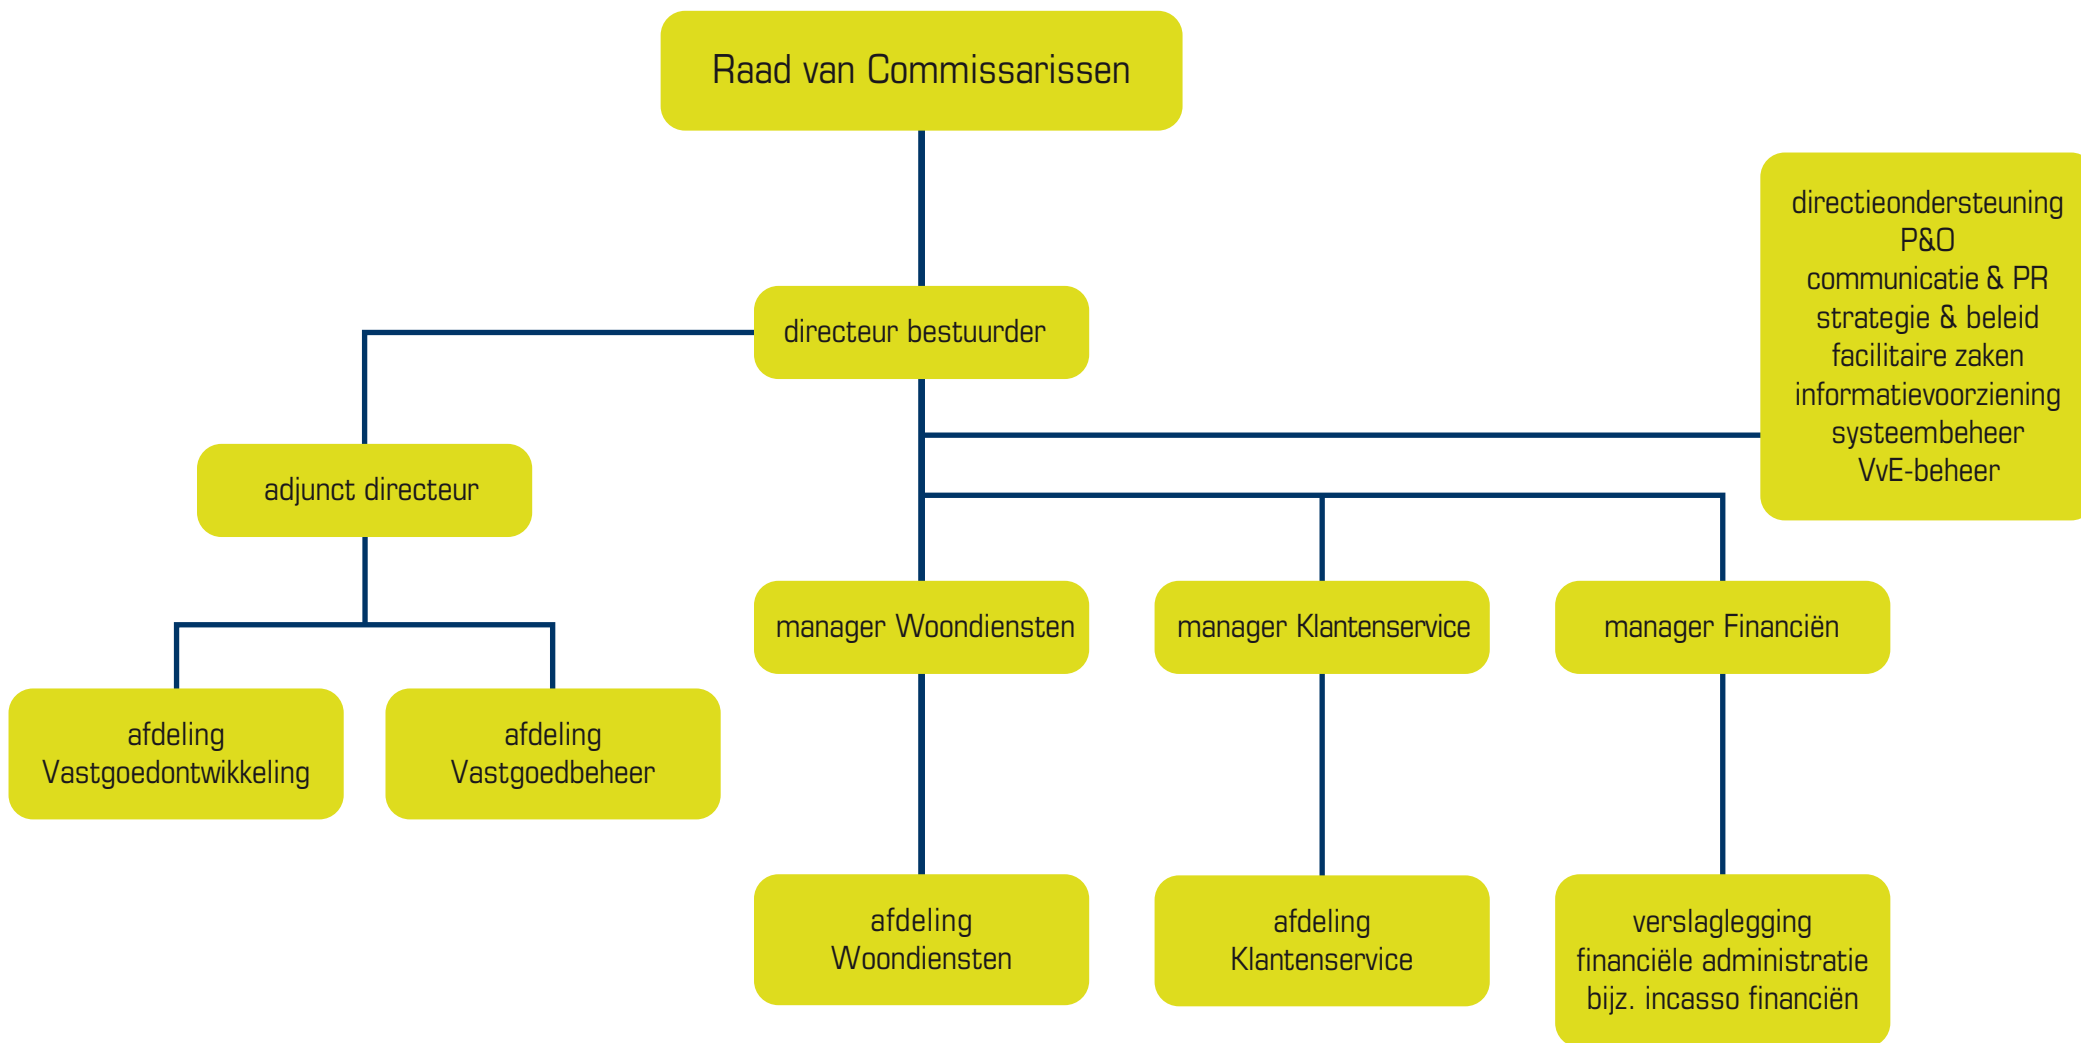 Raad van Commissarissen
directieondersteuning
P&O
communicatie & PR
strategie & beleid
facilitaire zaken
informatievoorziening
systeembeheer
VvE-beheer
directeur bestuurder
adjunct directeur
manager Woondiensten
manager Klantenservice
manager Financiën
afdeling
Vastgoedontwikkeling
afdeling
Vastgoedbeheer
afdeling
Woondiensten
afdeling
Klantenservice
verslaglegging
financiële administratie
bijz. incasso financiën